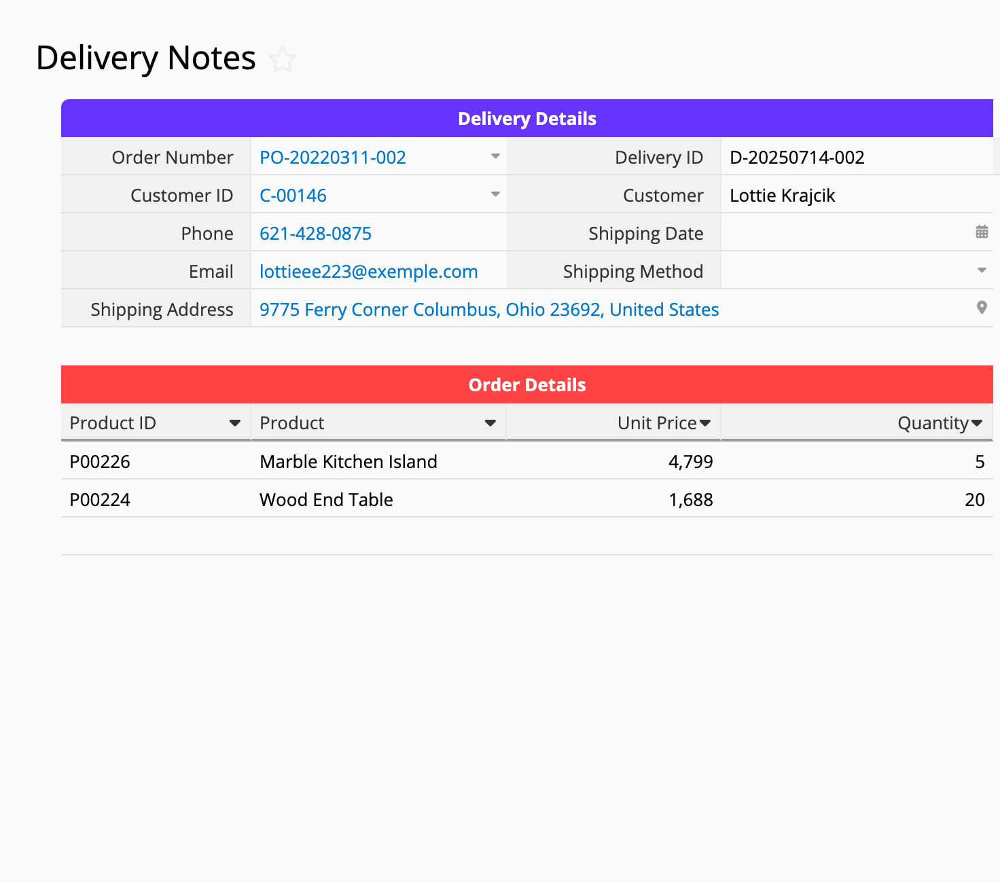 Delivery Notes
Delivery Details
Order Number PO-20220311-002 Delivery ID D-20250714-002
Customer ID C-00146 Customer Lottie Krajcik
Phone 621-428-0875 Shipping Date
Email lottieee223@exemple.com Shipping Method
Shipping Address 9775 Ferry Corner Columbus, Ohio 23692, United States
Order Details
Product ID Product Unit Price Quantity
P00226 Marble Kitchen Island 4,799 5
P00224 Wood End Table 1,688 20